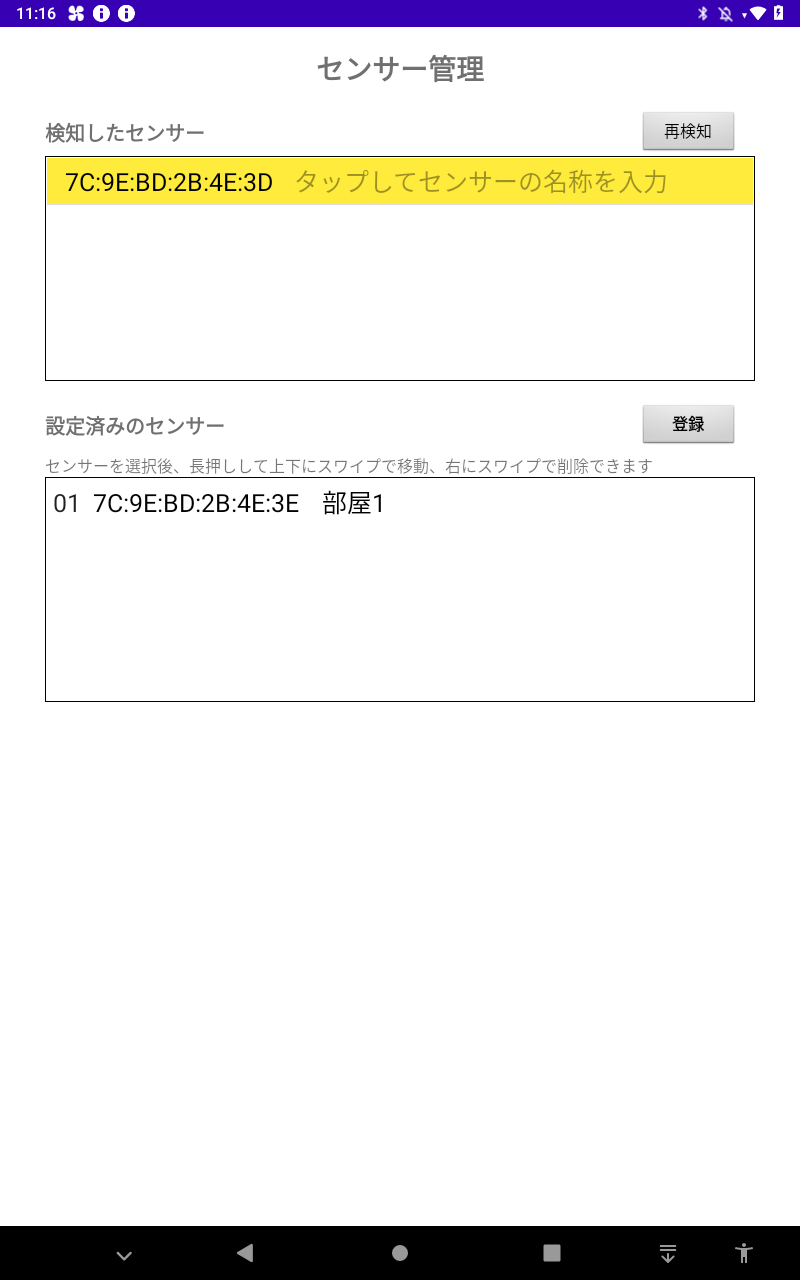 11:16
センサー管理
検知したセンサー
再検知
7C:9E:BD:2B:4E:3D タップしてセンサーの名称を入力
設定済みのセンサー
登録
センサーを選択後、長押しして上下にスワイプで移動、右にスワイプで削除できます
01 7C:9E:BD:2B:4E:3E 部屋1